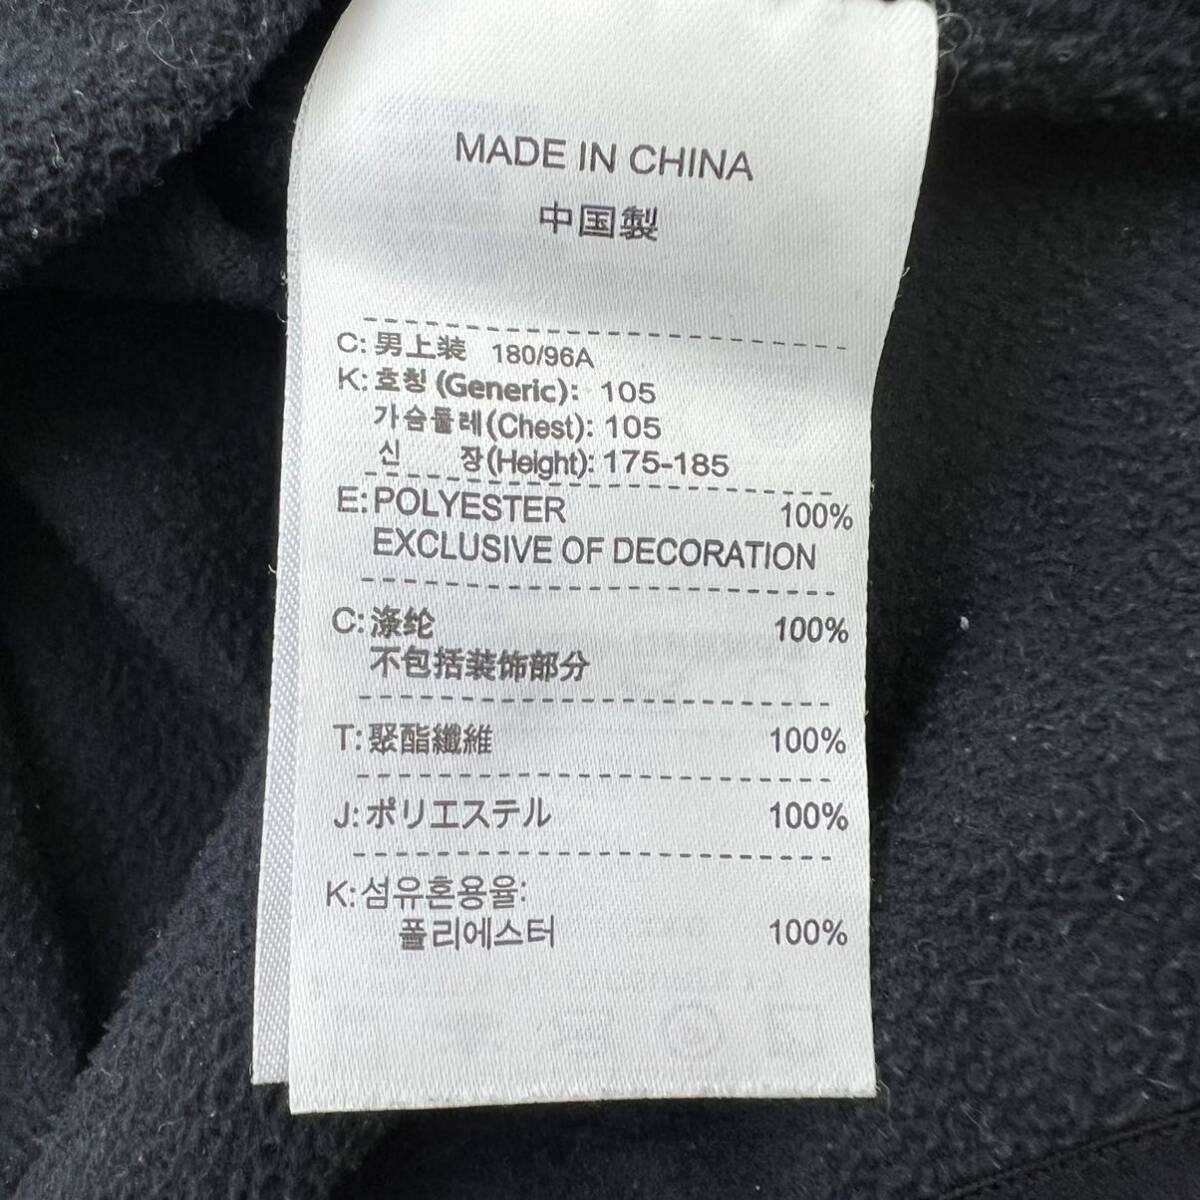 MADE IN CHINA
中国製
C: 男上装 180/96A
K: 호칭 (Generic): 105
가슴둘레(Chest): 105
신 장(Height): 175-185
E: POLYESTER 100%
EXCLUSIVE OF DECORATION
C: 涤纶 100%
不包括装饰部分
T: 聚酯纖維 100%
J: ポリエステル 100%
K: 섬유혼용율:
폴리에스터 100%